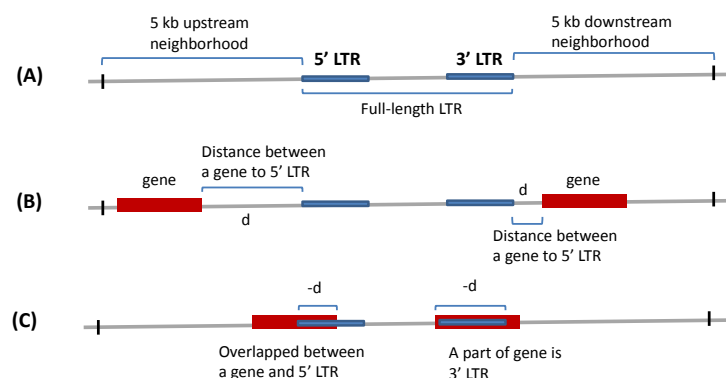 5 kb upstream
neighborhood
5 kb downstream
neighborhood
(A)
5’ LTR
3’ LTR
Full-length LTR
Distance between
a gene to 5’ LTR
(B)
gene
d
d
gene
Distance between
a gene to 5’ LTR
(C)
-d
-d
Overlapped between
a gene and 5’ LTR
A part of gene is
3’ LTR